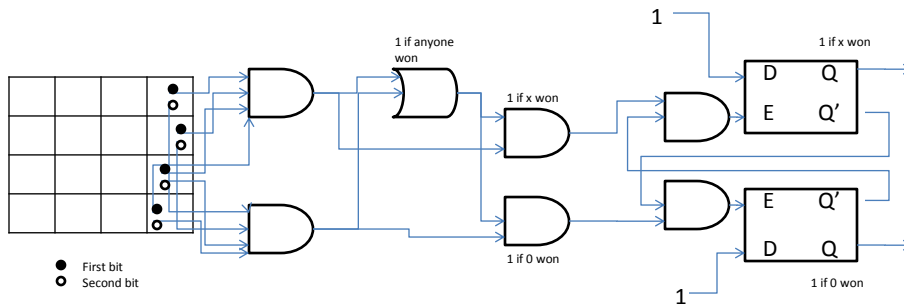 1
1 if x won
1 if anyone
won
D Q
E Q'
1 if x won
E Q'
D Q
1 if 0 won
First bit
Second bit
1 if 0 won
1